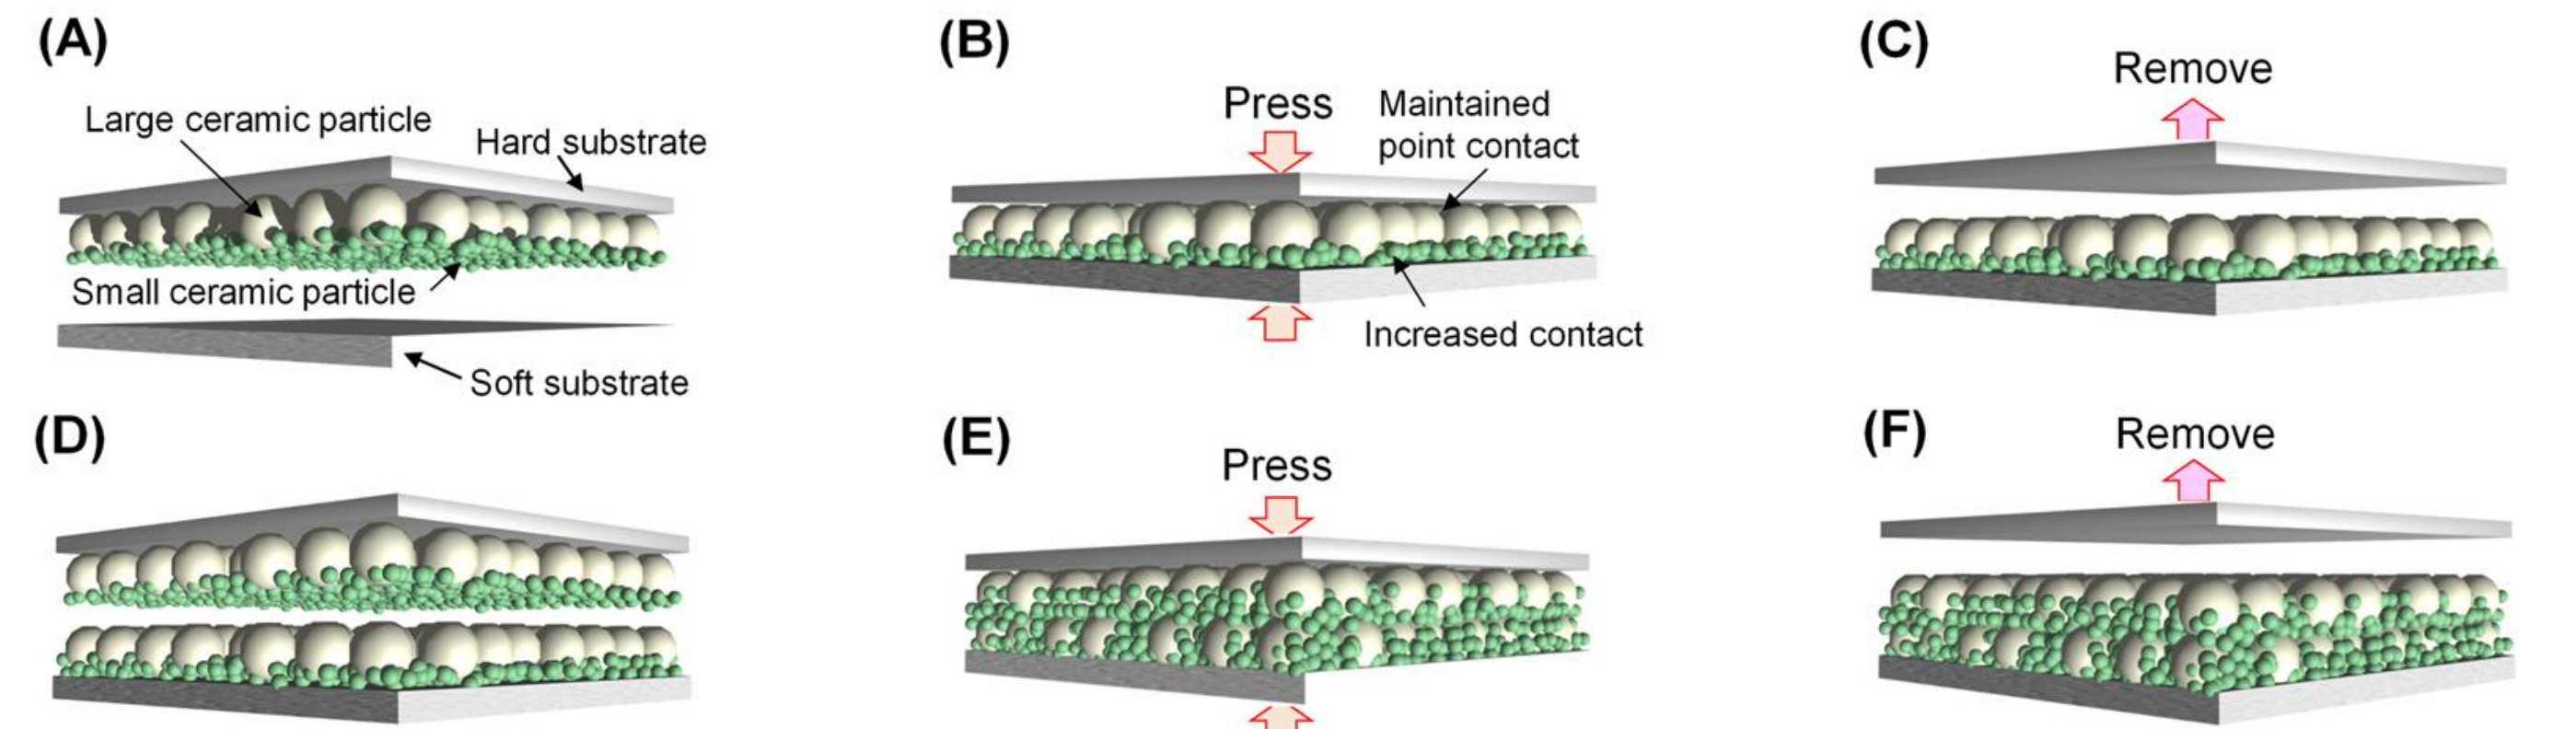 (A)
Large ceramic particle
Hard substrate
Small ceramic particle
Soft substrate
(B)
Press
Maintained
point contact
Increased contact
(C)
Remove
(D)
(E)
Press
(F)
Remove